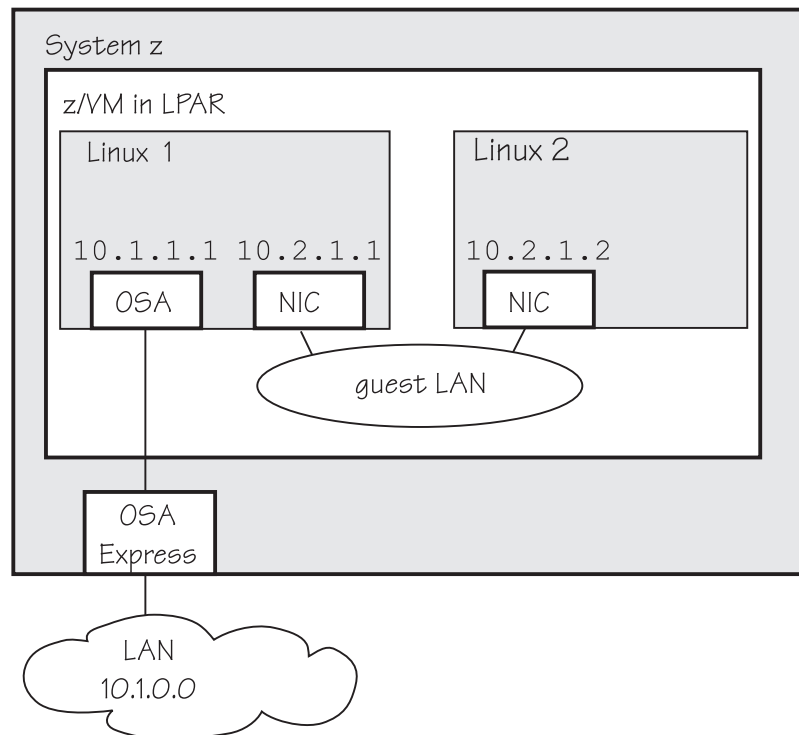 System z
z/VM in LPAR
Linux 1
Linux 2
10.1.1.1 10.2.1.1
10.2.1.2
OSA
NIC
NIC
guest LAN
OSA
Express
LAN
10.1.0.0